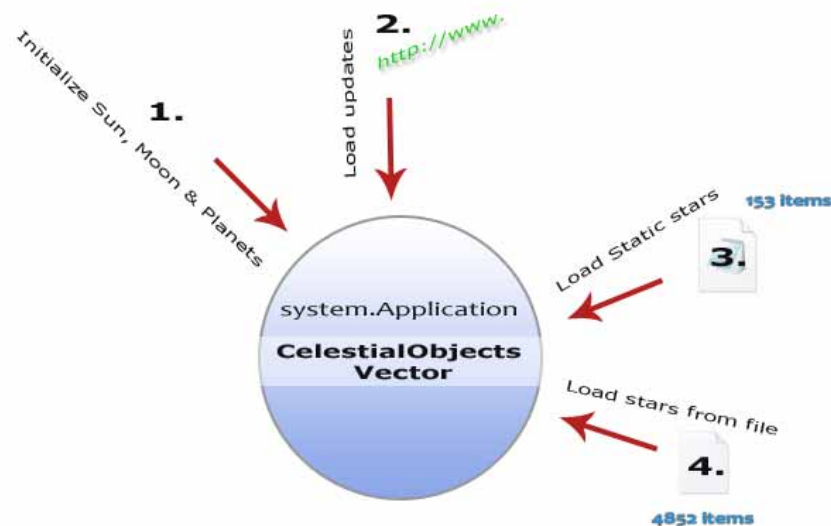 1.
Initialize Sun, Moon & Planets
2.
http://www.
Load updates
153 items
3.
Load Static stars
system.Application
CelestialObjects
Vector
Load stars from file
4.
4852 items